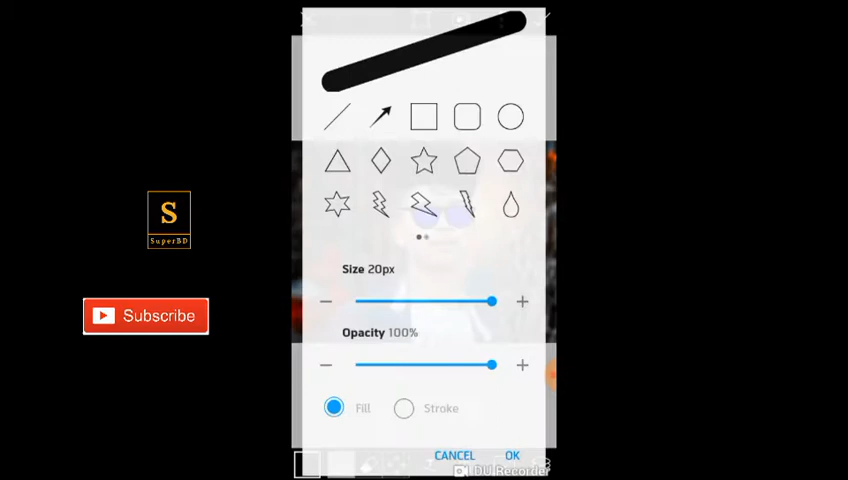 S
SuperBD
Subscribe
Size 20px
Opacity 100%
Fill
Stroke
CANCEL OK
DU Recorder